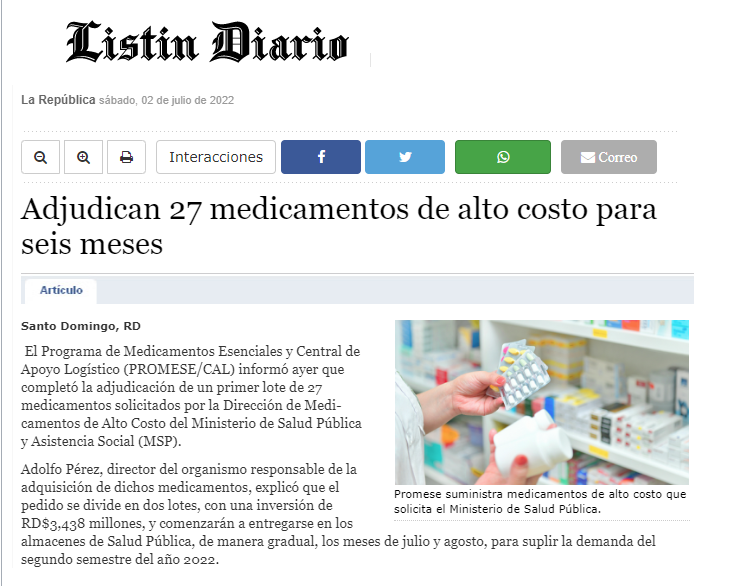 Listin Diario
La República sábado, 02 de julio de 2022
Interacciones
Correo
Adjudican 27 medicamentos de alto costo para
seis meses
Artículo
Santo Domingo, RD
El Programa de Medicamentos Esenciales y Central de
Apoyo Logístico (PROMESE/CAL) informó ayer que
completó la adjudicación de un primer lote de 27
medicamentos solicitados por la Dirección de Medi-
camentos de Alto Costo del Ministerio de Salud Pública
y Asistencia Social (MSP).
Adolfo Pérez, director del organismo responsable de la
adquisición de dichos medicamentos, explicó que el
pedido se divide en dos lotes, con una inversión de
RD$3,438 millones, y comenzarán a entregarse en los
almacenes de Salud Pública, de manera gradual, los meses de julio y agosto, para suplir la demanda del
segundo semestre del año 2022.
Promese suministra medicamentos de alto costo que
solicita el Ministerio de Salud Pública.